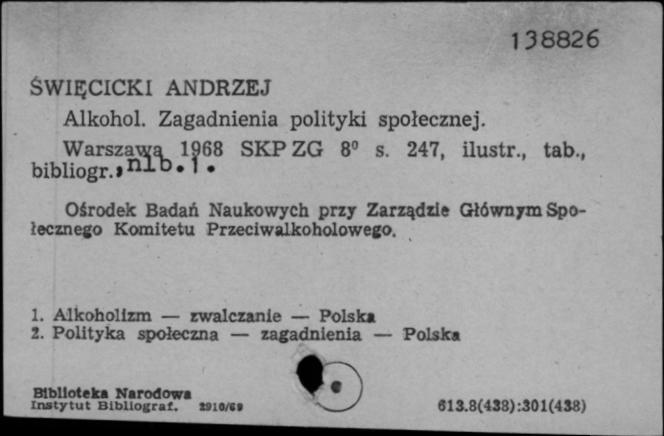 138826
ŚWIĘCICKI ANDRZEJ
Alkohol. Zagadnienia polityki społecznej.
Warszawa 1968 SKP ZG 8⁰ s. 247, ilustr., tab.,
bibliogr., nlb. 1.
Ośrodek Badań Naukowych przy Zarządzie Głównym Spo-
łecznego Komitetu Przeciwalkoholowego.
1. Alkoholizm — zwalczanie — Polska
2. Polityka społeczna — zagadnienia — Polska
Biblioteka Narodowa
Instytut Bibliograf. 2910/69 613.8(438):301(438)